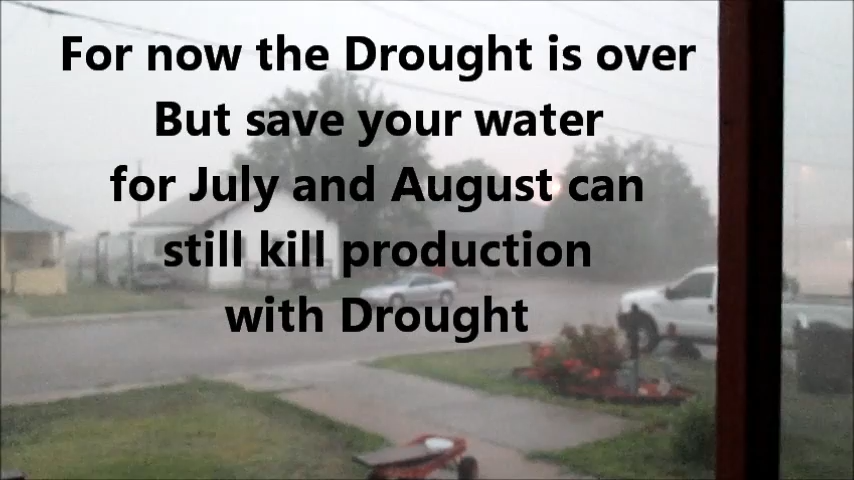 For now the Drought is over
But save your water
for July and August can
still kill production
with Drought